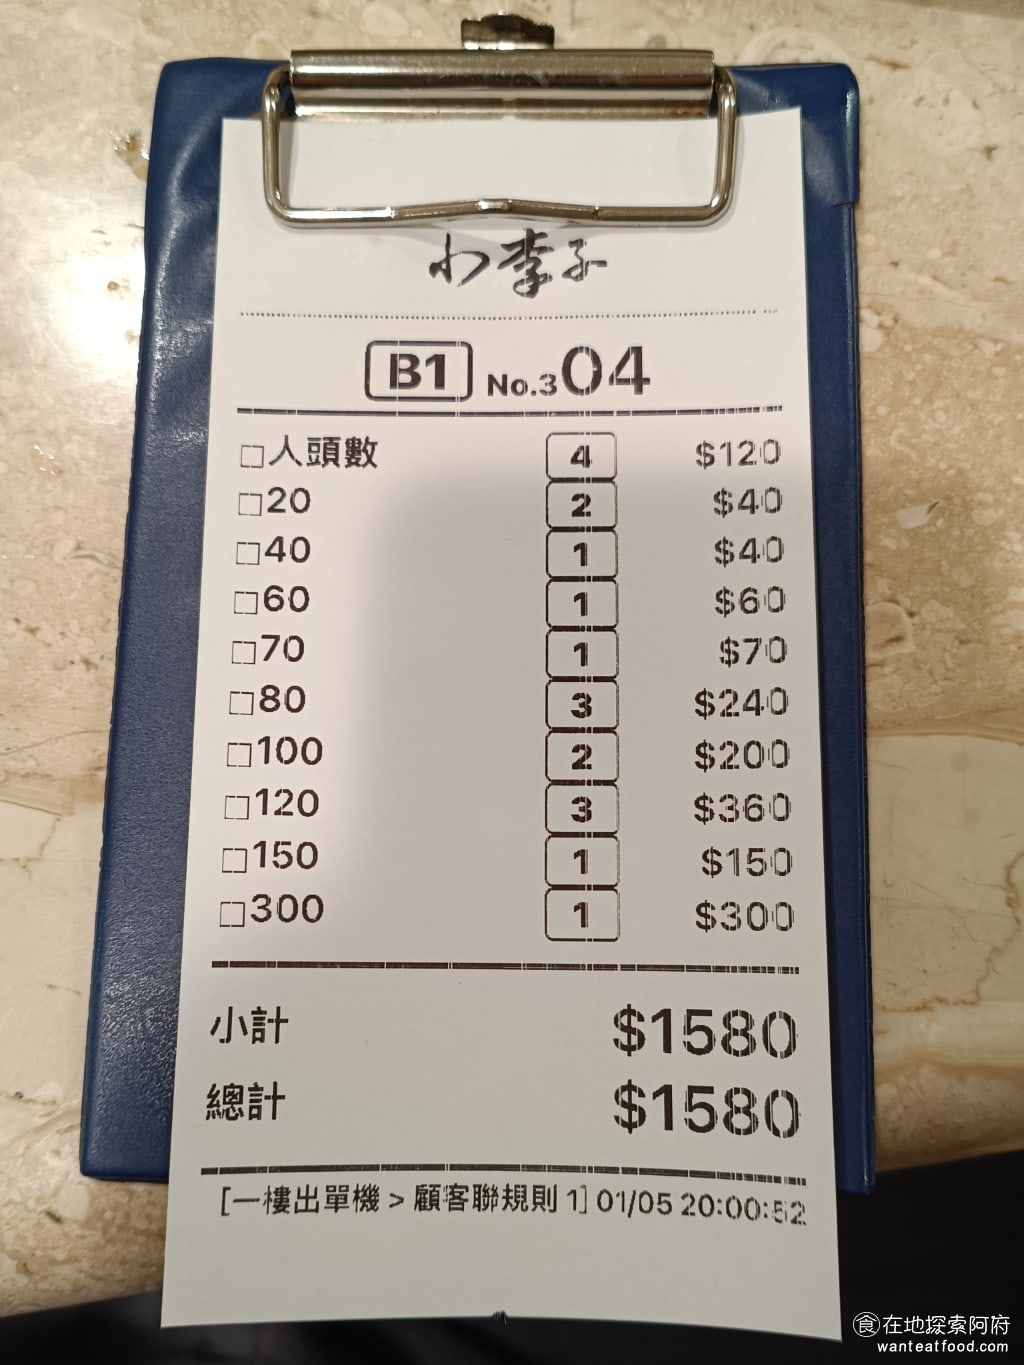 小李子
B1 No.304
□人頭數 4 $120
□20 2 $40
□40 1 $40
□60 1 $60
□70 1 $70
□80 3 $240
□100 2 $200
□120 3 $360
□150 1 $150
□300 1 $300
小計 $1580
總計 $1580
[一樓出單機 > 顧客聯規則 1] 01/05 20:00:52
食在地探索阿府
wanteatfood.com